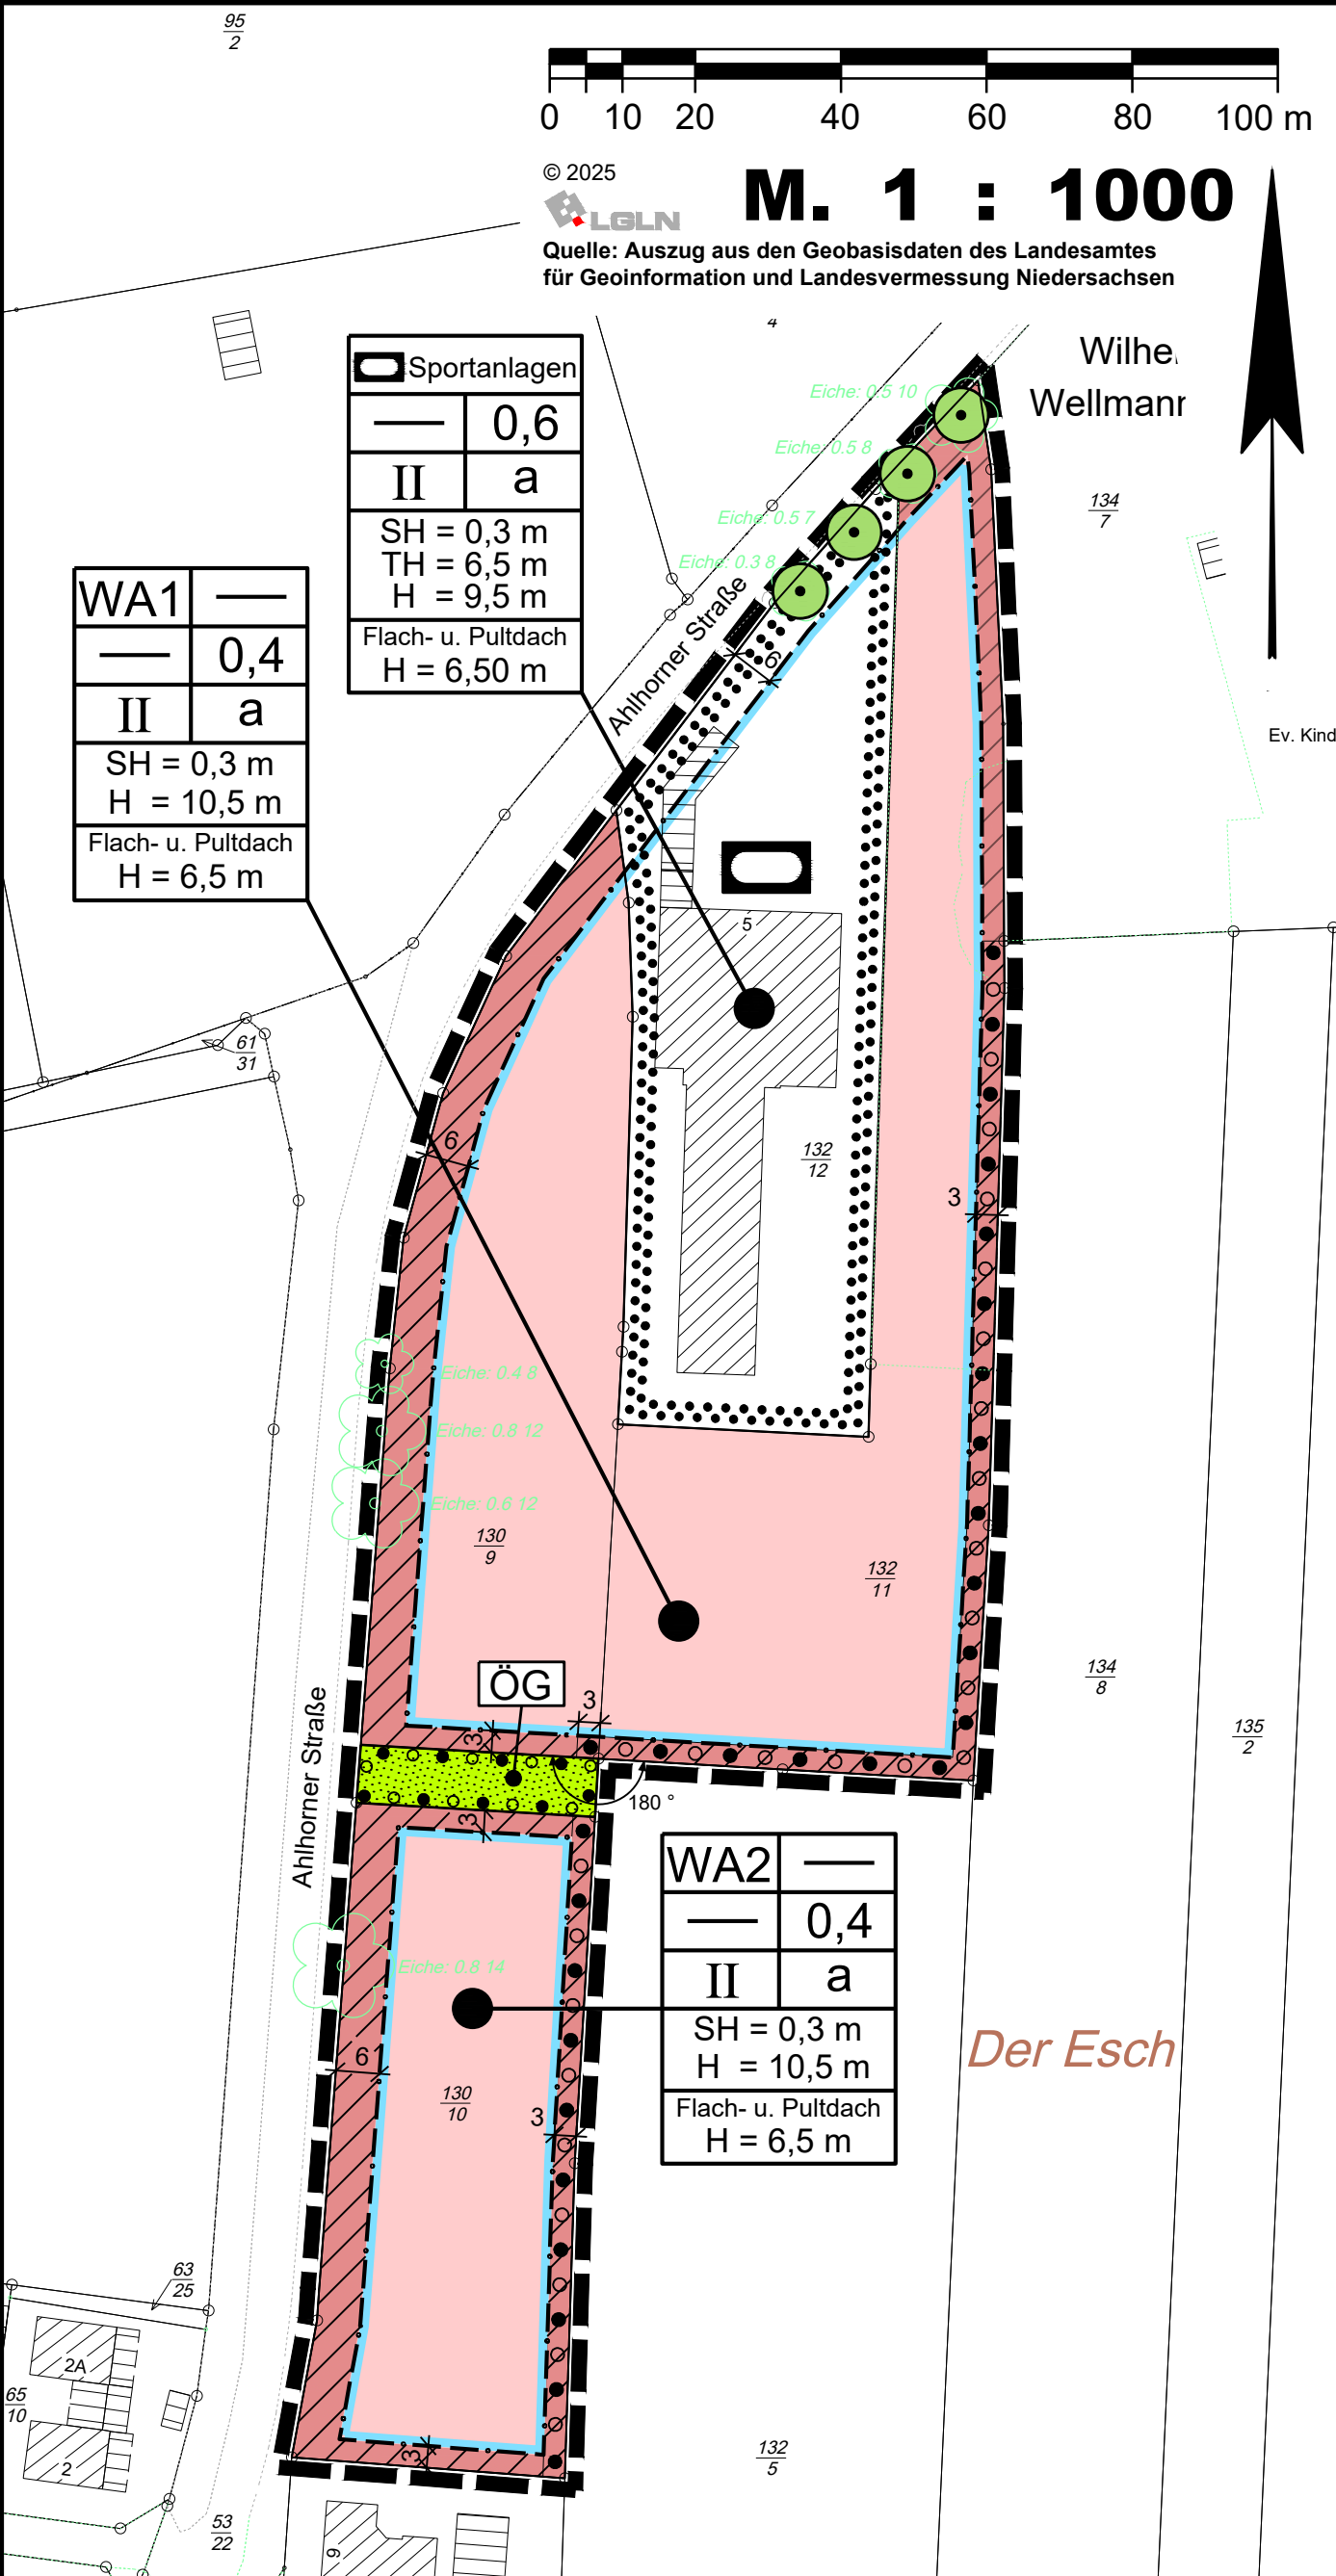 95
2
0 10 20 40 60 80 100 m
© 2025
LGLN
M. 1 : 1000
Quelle: Auszug aus den Geobasisdaten des Landesamtes
für Geoinformation und Landesvermessung Niedersachsen
4
Wilhe
Wellmann
Sportanlagen
0,6
II a
SH = 0,3 m
TH = 6,5 m
H = 9,5 m
Flach- u. Pultdach
H = 6,50 m
Eiche: 0.5 10
Eiche: 0.5 8
Eiche: 0.5 7
Eiche: 0.3 8
134
7
WA1
0,4
II a
SH = 0,3 m
H = 10,5 m
Flach- u. Pultdach
H = 6,5 m
Ahlhorner Straße
6
Ev. Kind
5
61
31
6
132
12
3
Eiche: 0.4 8
Eiche: 0.8 12
Eiche: 0.6 12
130
9
132
11
134
8
135
2
ÖG
3
3
180 °
3
Ahlhorner Straße
WA2
0,4
II a
SH = 0,3 m
H = 10,5 m
Flach- u. Pultdach
H = 6,5 m
Eiche: 0.8 14
Der Esch
6
130
10
3
63
25
2A
65
10
2
3
132
5
53
22
9